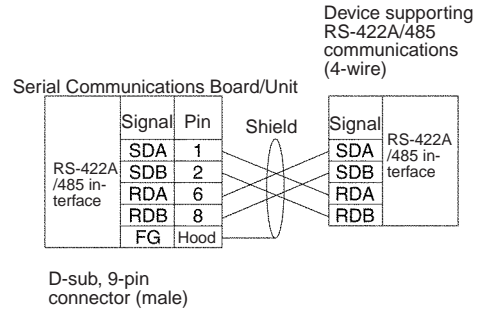 Device supporting
RS-422A/485
communications
(4-wire)
Serial Communications Board/Unit
Signal Pin
Shield
Signal
RS-422A
/485 in-
terface
SDA 1
SDB 2
RDA 6
RDB 8
FG Hood
SDA
SDB
RDA
RDB
RS-422A
/485 in-
terface
D-sub, 9-pin
connector (male)